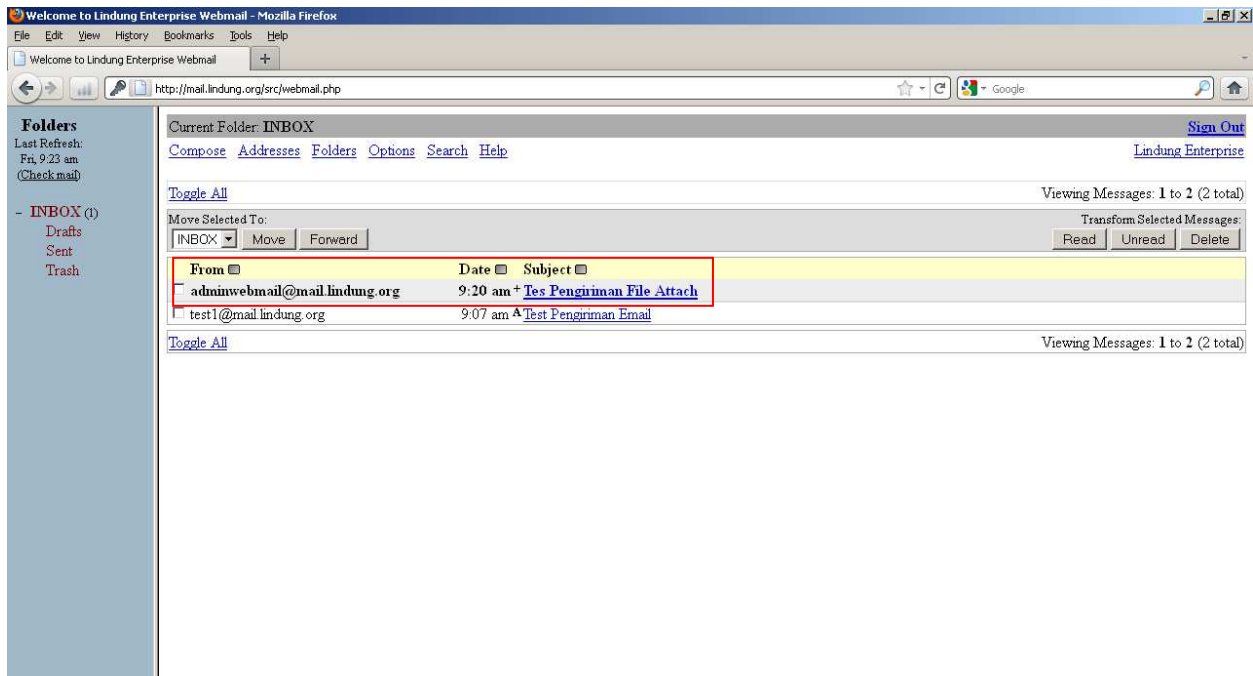 Welcome to Lindung Enterprise Webmail - Mozilla Firefox
File Edit View History Bookmarks Tools Help
Welcome to Lindung Enterprise Webmail +
http://mail.lindung.org/src/webmail.php Google
Folders
Last Refresh:
Fri, 9:23 am
(Check mail)
- INBOX (1)
Drafts
Sent
Trash
Current Folder: INBOX Sign Out
Compose Addresses Folders Options Search Help Lindung Enterprise
Toggle All Viewing Messages: 1 to 2 (2 total)
Move Selected To: Transform Selected Messages:
INBOX Move Forward Read Unread Delete
From Date Subject
adminwebmail@mail.lindung.org 9:20 am + Tes Pengiriman File Attach
test1@mail.lindung.org 9:07 am A Test Pengiriman Email
Toggle All Viewing Messages: 1 to 2 (2 total)